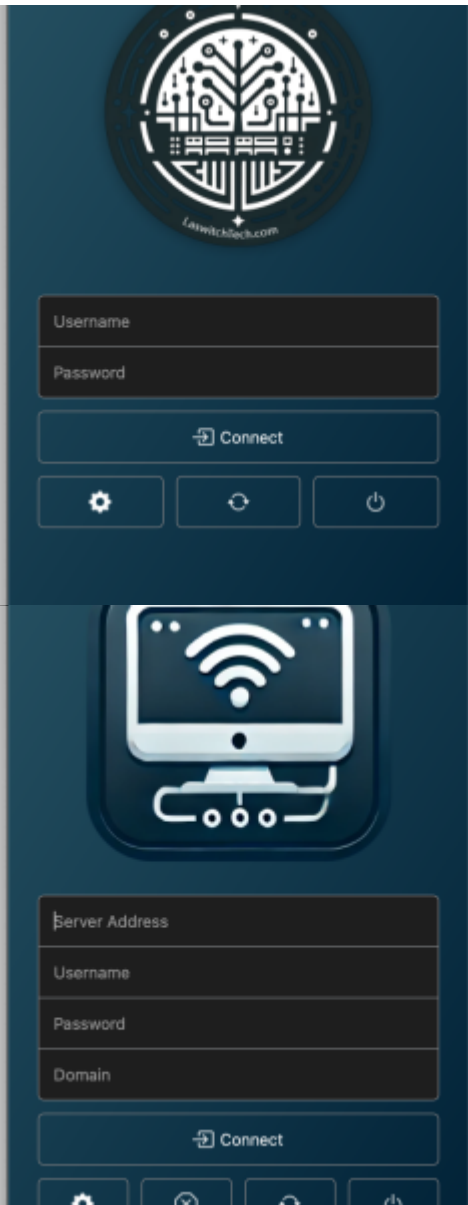 LaswitchTech.com
Username
Password
Connect
Server Address
Username
Password
Domain
Connect